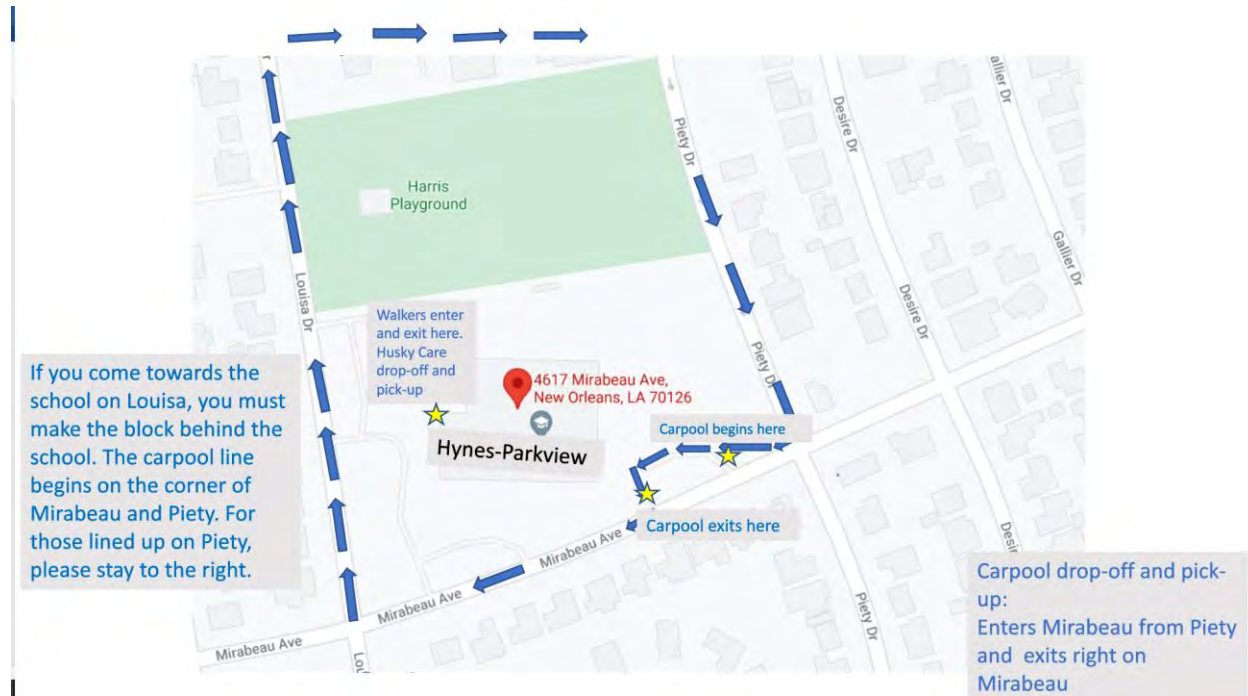 Dr
allier Dr
Desire Dr
Piety Dr
Harris
Playground
Gallier Dr
Louisa Dr
Desire Dr
Walkers enter
and exit here.
Husky Care
drop-off and
pick-up
Piety Dr
If you come towards the
school on Louisa, you must
make the block behind the
school. The carpool line
begins on the corner of
Mirabeau and Piety. For
those lined up on Piety,
please stay to the right.
4617 Mirabeau Ave,
New Orleans, LA 70126
Carpool begins here
Hynes-Parkview
Carpool exits here
Mirabeau Ave
Desire
Mirabeau Ave
Piety Dr
Mirabeau Ave
Lou
Carpool drop-off and pick-
up:
Enters Mirabeau from Piety
and exits right on
Mirabeau